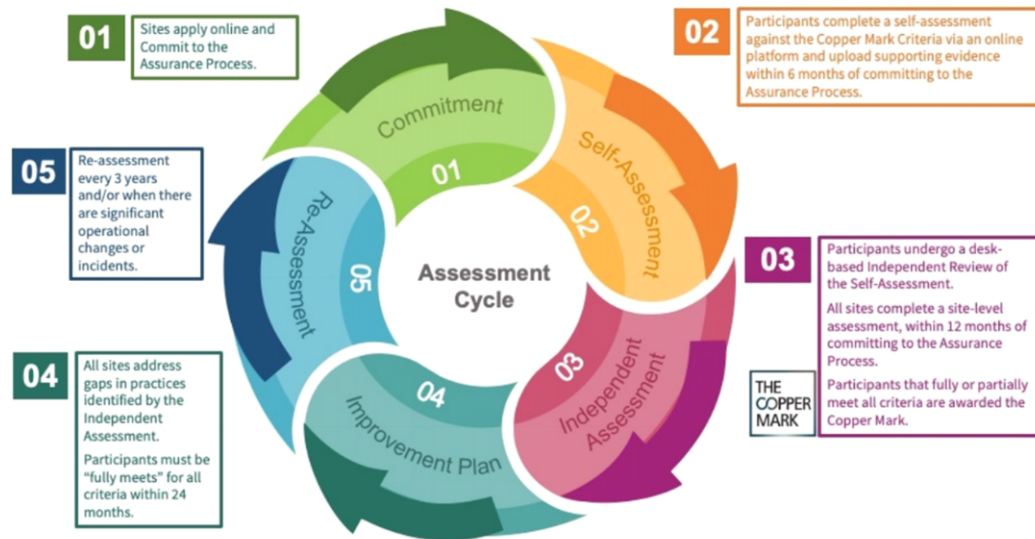 01
Sites apply online and
Commit to the
Assurance Process.
02
Participants complete a self-assessment
against the Copper Mark Criteria via an online
platform and upload supporting evidence
within 6 months of committing to the
Assurance Process.
03
Participants undergo a desk-
based Independent Review of
the Self-Assessment.
All sites complete a site-level
assessment, within 12 months of
committing to the Assurance
Process.
Participants that fully or partially
meet all criteria are awarded the
Copper Mark.
THE
COPPER
MARK
04
All sites address
gaps in practices
identified by the
Independent
Assessment.
Participants must be
“fully meets” for all
criteria within 24
months.
05
Re-assessment
every 3 years
and/or when there
are significant
operational
changes or
incidents.
Assessment
Cycle
Commitment
01
Self-Assessment
02
Independent
Assessment
03
Improvement Plan
04
Re-Assessment
05